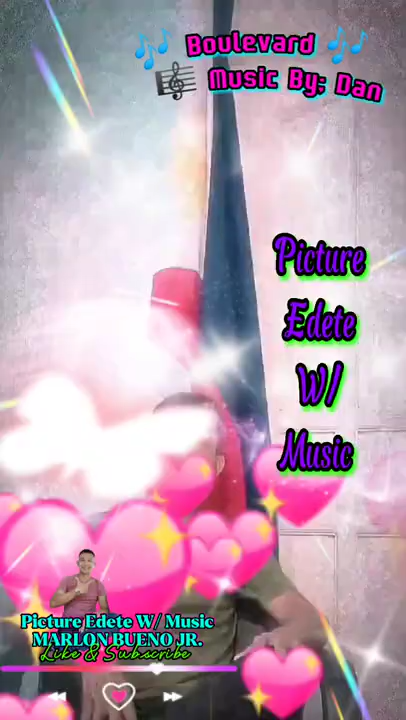 Boulevard
Music By; Dan
Picture
Edete
W/
Music
Picture Edete W/ Music
MARLON BUENO JR.
Like & Subscribe